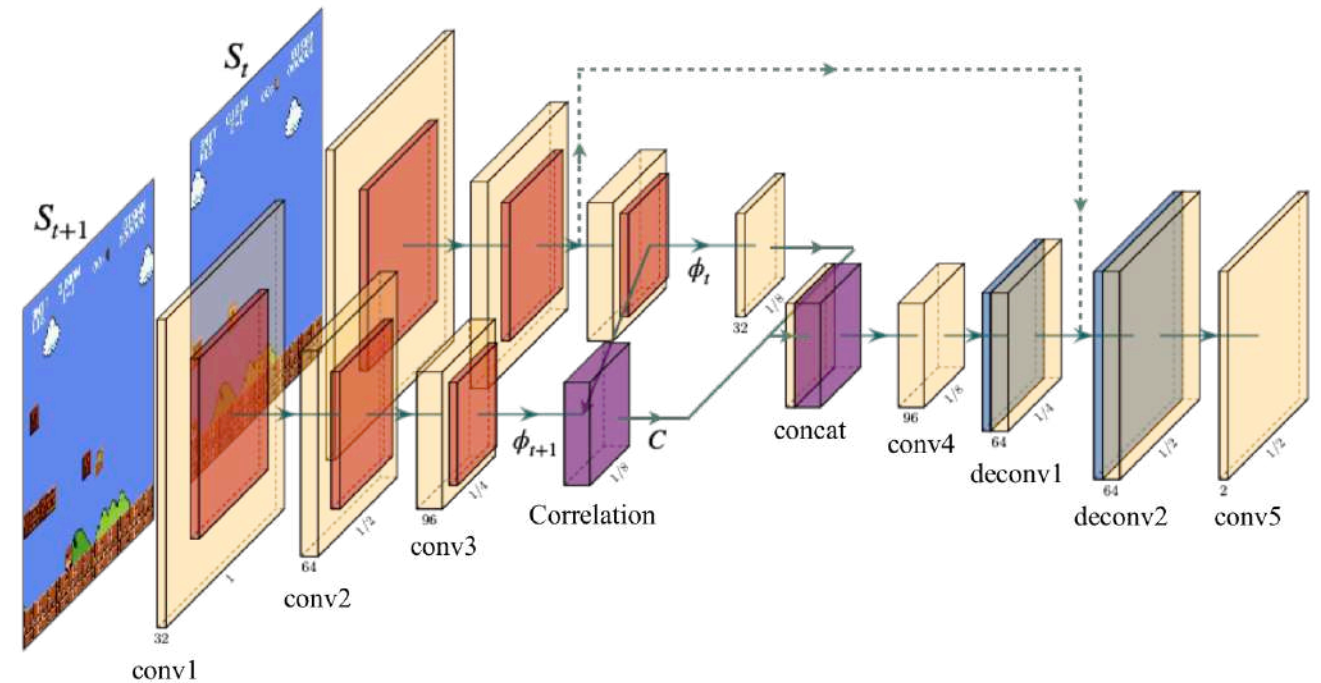 S_t
S_{t+1}
ϕ_t
32
1/8
ϕ_{t+1}
C
1/8
Correlation
concat
96
1/8
conv4
64
1/4
deconv1
64
1/2
deconv2
2
1/2
conv5
96
1/4
conv3
64
1/2
conv2
32
1
conv1